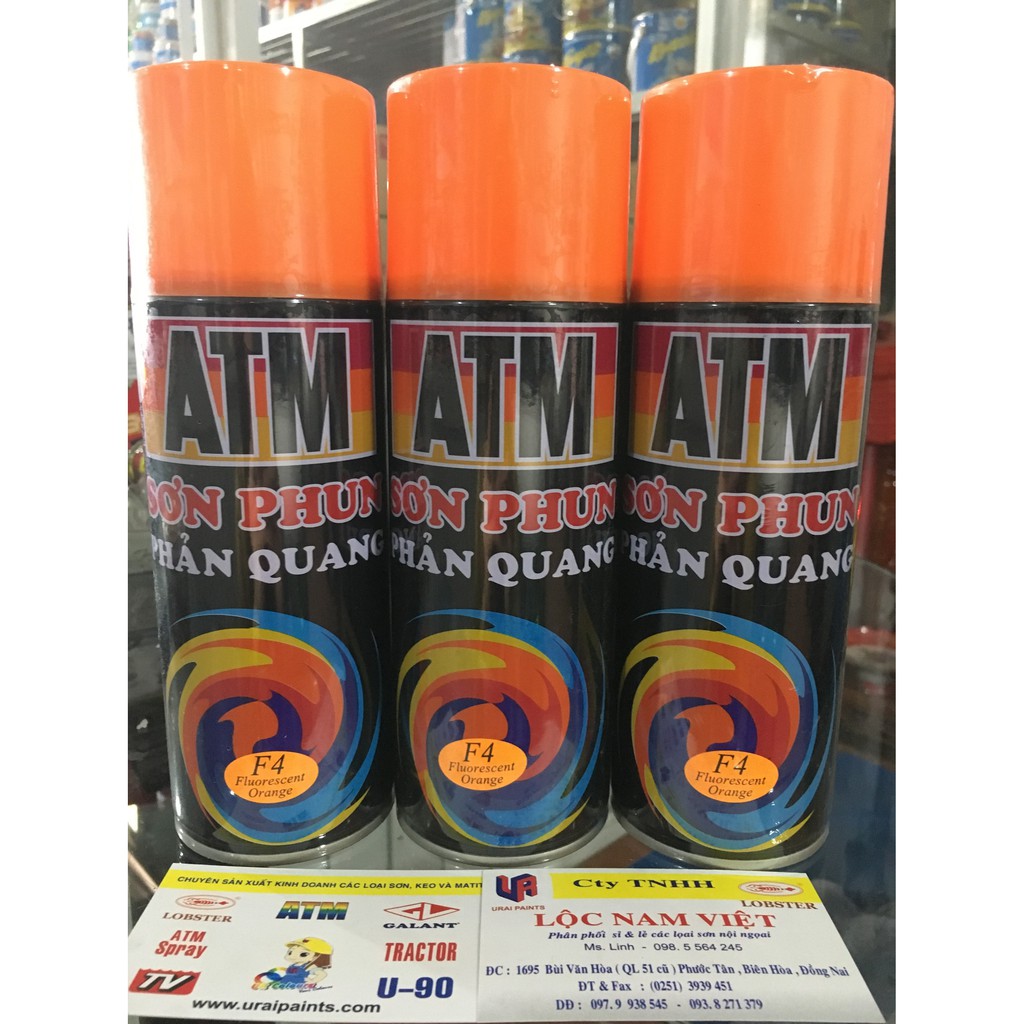 ATM
SƠN PHUN
PHẢN QUANG
F4
Fluorescent
Orange
ATM
SƠN PHUN
PHẢN QUANG
F4
Fluorescent
Orange
ATM
SƠN PHUN
PHẢN QUANG
F4
Fluorescent
Orange
CHUYÊN SẢN XUẤT KINH DOANH CÁC LOẠI SƠN, KEO VÀ MATIT
LOBSTER
ATM
GALANT
ATM
Spray
TRACTOR
TV
U-90
www.uraipaints.com
UR
URAI PAINTS
Cty TNHH
LOBSTER
LỘC NAM VIỆT
Phân phối sỉ & lẻ các lọai sơn nội ngoại
Ms. Linh - 098. 5 564 245
ĐC : 1695 Bùi Văn Hòa ( QL 51 cũ ) Phước Tân , Biên Hòa , Đồng Nai
ĐT & Fax : (0251) 3939 451
DĐ : 097. 9 938 545 - 093. 8 271 379